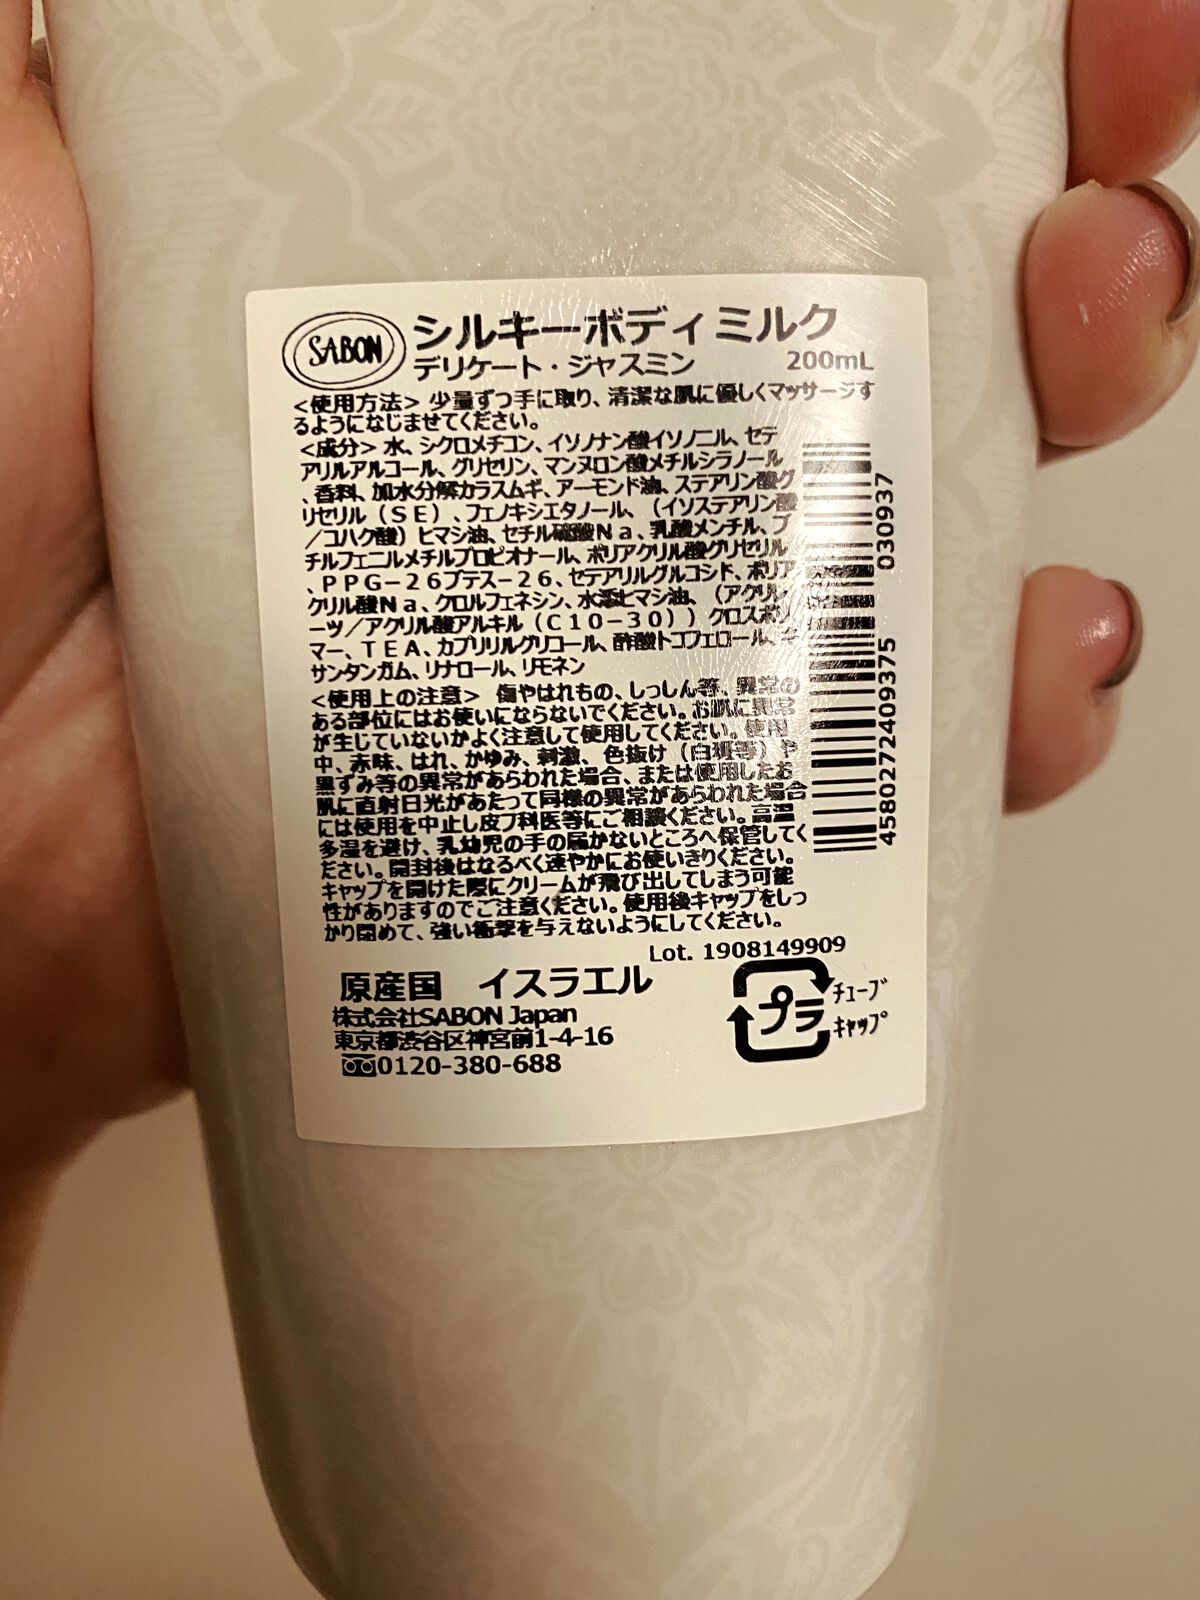 SABON
シルキーボディミルク
デリケート・ジャスミン 200mL
<使用方法> 少量ずつ手に取り、清潔な肌に優しくマッサージす
るようになじませてください。
<成分> 水、シクロメチコン、イソノナン酸イソノニル、セテ
アリルアルコール、グリセリン、マンヌロン酸メチルシラノール
、香料、加水分解カラスムギ、アーモンド油、ステアリン酸グ
リセリル（ＳＥ）、フェノキシエタノール、（イソステアリン酸
／コハク酸）ヒマシ油、セチル硫酸Ｎａ、乳酸メンチル、ブ
チルフェニルメチルプロピオナール、ポリアクリル酸グリセリル
、ＰＰＧ－２６ブテス－２６、セテアリルグルコシド、ポリア
クリル酸Ｎａ、クロルフェネシン、水添ヒマシ油、（アクリレ
ーツ／アクリル酸アルキル（Ｃ１０－３０））クロスポリ
マー、ＴＥＡ、カプリリルグリコール、酢酸トコフェロール、キ
サンタンガム、リナロール、リモネン
<使用上の注意> 傷やはれもの、しっしん等、異常の
ある部位にはお使いにならないでください。お肌に異常
が生じていないかよく注意して使用してください。使用
中、赤味、はれ、かゆみ、刺激、色抜け（白斑等）や
黒ずみ等の異常があらわれた場合、または使用したお
肌に直射日光があたって同様の異常があらわれた場合
には使用を中止し皮フ科医等にご相談ください。高温
多湿を避け、乳幼児の手の届かないところへ保管してく
ださい。開封後はなるべく速やかにお使いきりください。
キャップを開けた際にクリームが飛び出してしまう可能
性がありますのでご注意ください。使用後キャップをしっ
かり閉めて、強い衝撃を与えないようにしてください。
Lot. 1908149909
原産国 イスラエル
株式会社SABON Japan
東京都渋谷区神宮前1-4-16
0120-380-688
プラ
チューブ
キャップ
030937
4580272409375